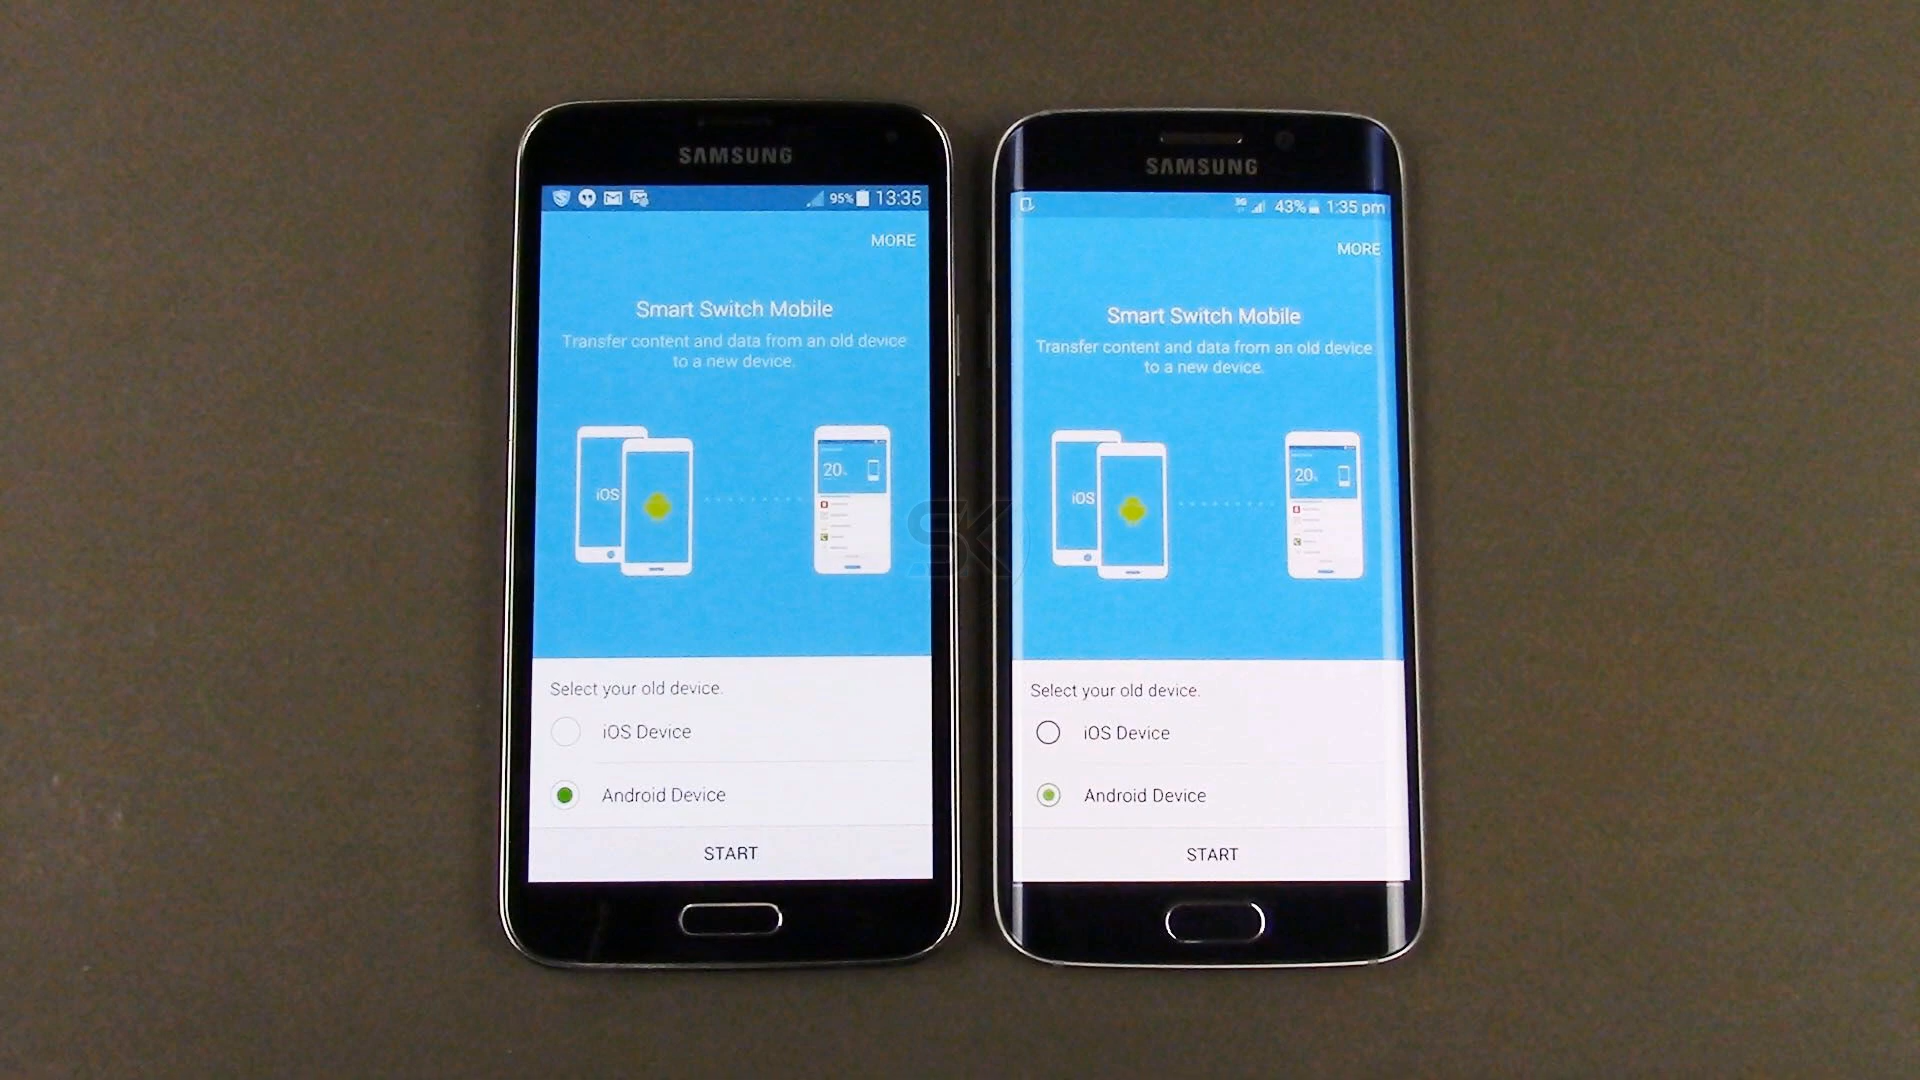 SAMSUNG
95% 13:35
MORE
Smart Switch Mobile
Transfer content and data from an old device
to a new device.
iOS
20%
Select your old device.
iOS Device
Android Device
START
SAMSUNG
3G 43% 1:35 pm
MORE
Smart Switch Mobile
Transfer content and data from an old device
to a new device.
iOS
20%
Select your old device.
iOS Device
Android Device
START
SK